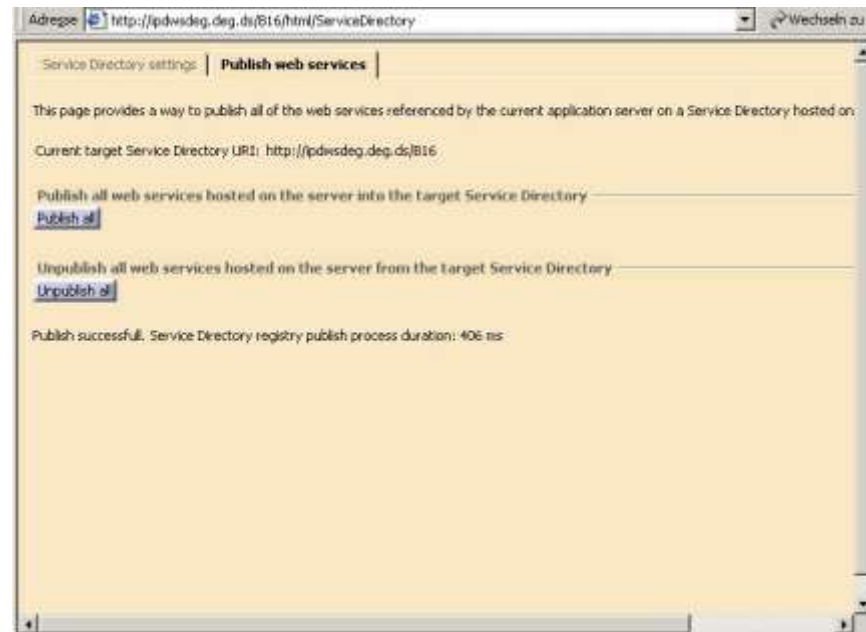 Adresse http://ipdwsdeg.deg.ds/B16/html/ServiceDirectory Wechseln zu
Service Directory settings | Publish web services |
This page provides a way to publish all of the web services referenced by the current application server on a Service Directory hosted on
Current target Service Directory URI: http://ipdwsdeg.deg.ds/B16
Publish all web services hosted on the server into the target Service Directory
Publish all
Unpublish all web services hosted on the server from the target Service Directory
Unpublish all
Publish successfull. Service Directory registry publish process duration: 406 ms